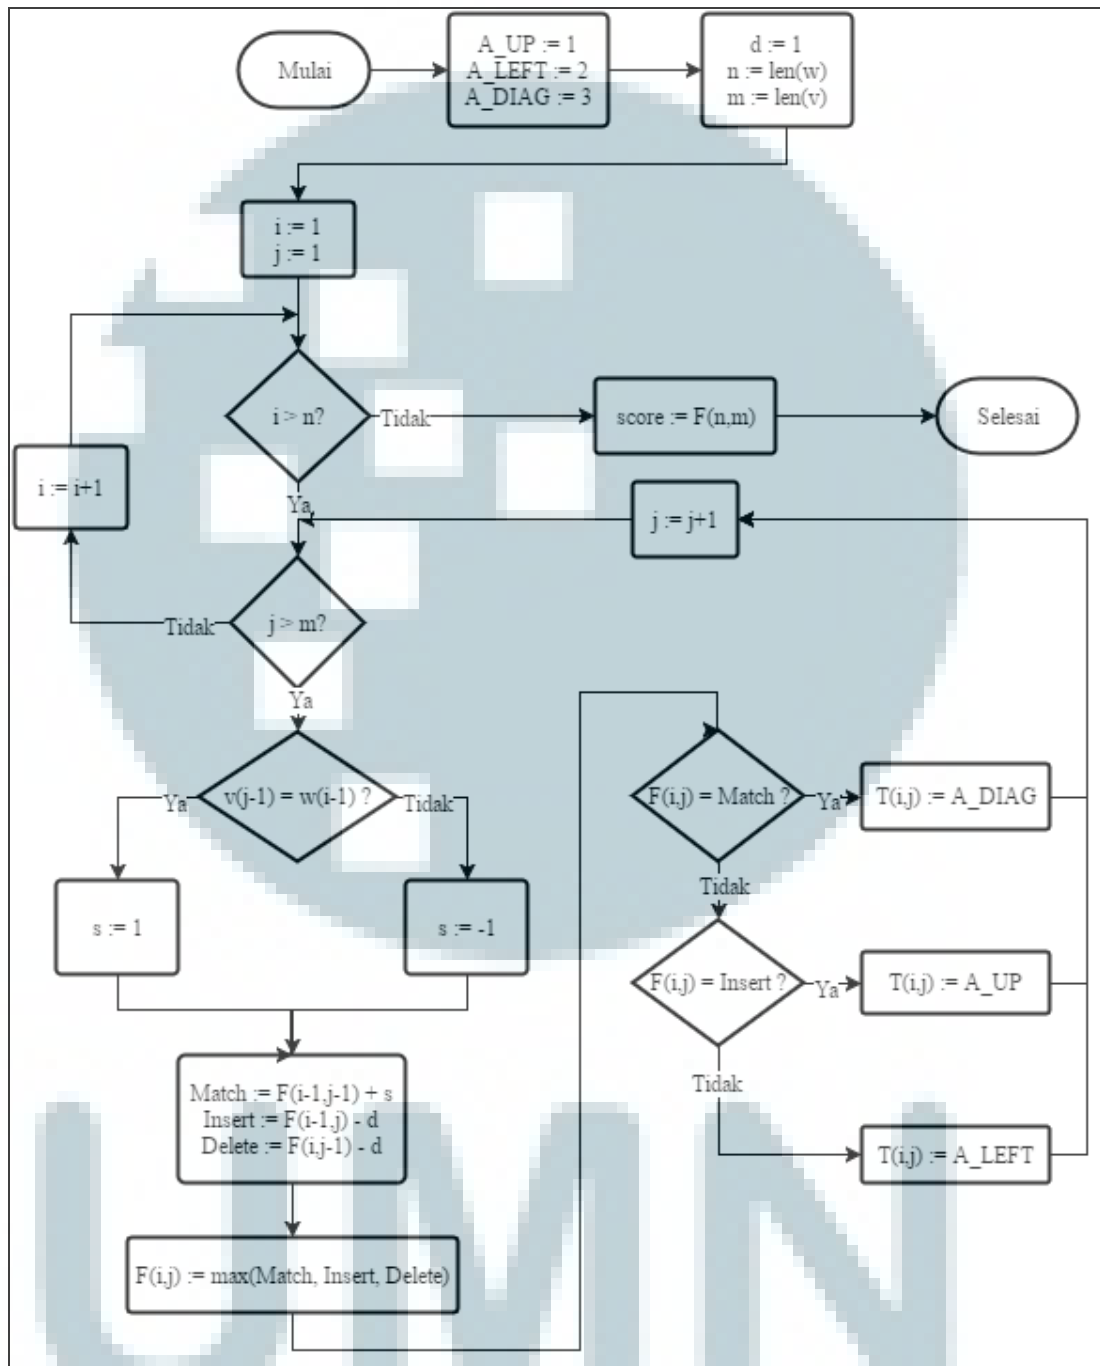 Mulai
A_UP := 1
A_LEFT := 2
A_DIAG := 3
d := 1
n := len(w)
m := len(v)
i := 1
j := 1
i > n?
Tidak
score := F(n,m)
Selesai
i := i+1
Ya
j := j+1
j > m?
Tidak
Ya
v(j-1) = w(i-1) ?
Ya
Tidak
s := 1
s := -1
Match := F(i-1,j-1) + s
Insert := F(i-1,j) - d
Delete := F(i,j-1) - d
F(i,j) := max(Match, Insert, Delete)
F(i,j) = Match ?
Ya
T(i,j) := A_DIAG
Tidak
F(i,j) = Insert ?
Ya
T(i,j) := A_UP
Tidak
T(i,j) := A_LEFT
UMN